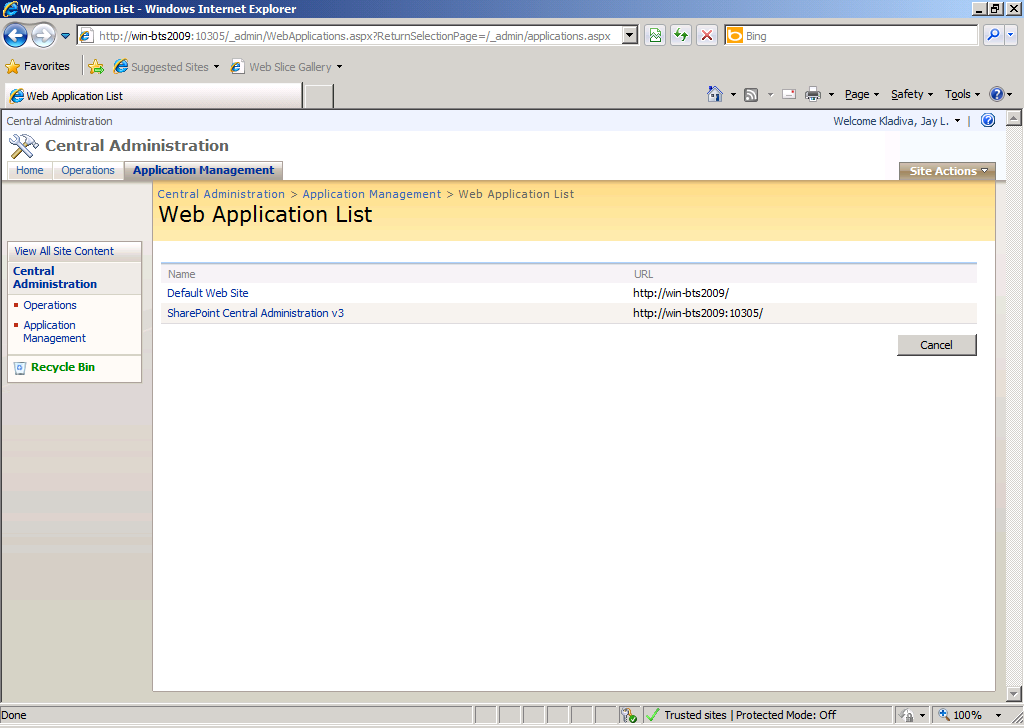 Web Application List - Windows Internet Explorer
http://win-bts2009:10305/_admin/WebApplications.aspx?ReturnSelectionPage=/_admin/applications.aspx
Bing
Favorites
Suggested Sites
Web Slice Gallery
Web Application List
Page
Safety
Tools
Central Administration
Welcome Kladiva, Jay L.
Central Administration
Home
Operations
Application Management
Site Actions
Central Administration > Application Management > Web Application List
Web Application List
View All Site Content
Central
Administration
Operations
Application
Management
Recycle Bin
Name URL
Default Web Site http://win-bts2009/
SharePoint Central Administration v3 http://win-bts2009:10305/
Cancel
Done
Trusted sites | Protected Mode: Off
100%